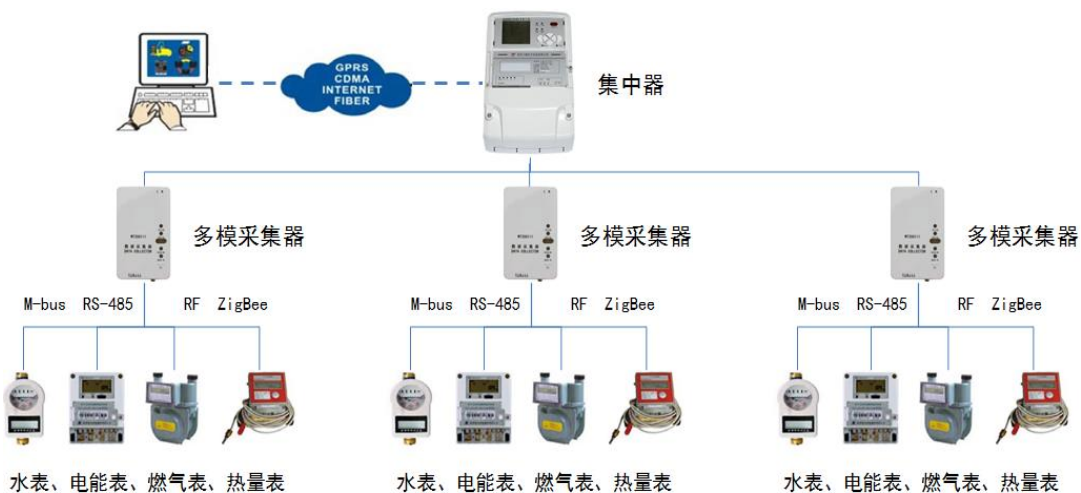 GPRS
CDMA
INTERNET
FIBER
集中器
多模采集器 多模采集器 多模采集器
M-bus RS-485 RF ZigBee M-bus RS-485 RF ZigBee M-bus RS-485 RF ZigBee
水表、电能表、燃气表、热量表 水表、电能表、燃气表、热量表 水表、电能表、燃气表、热量表